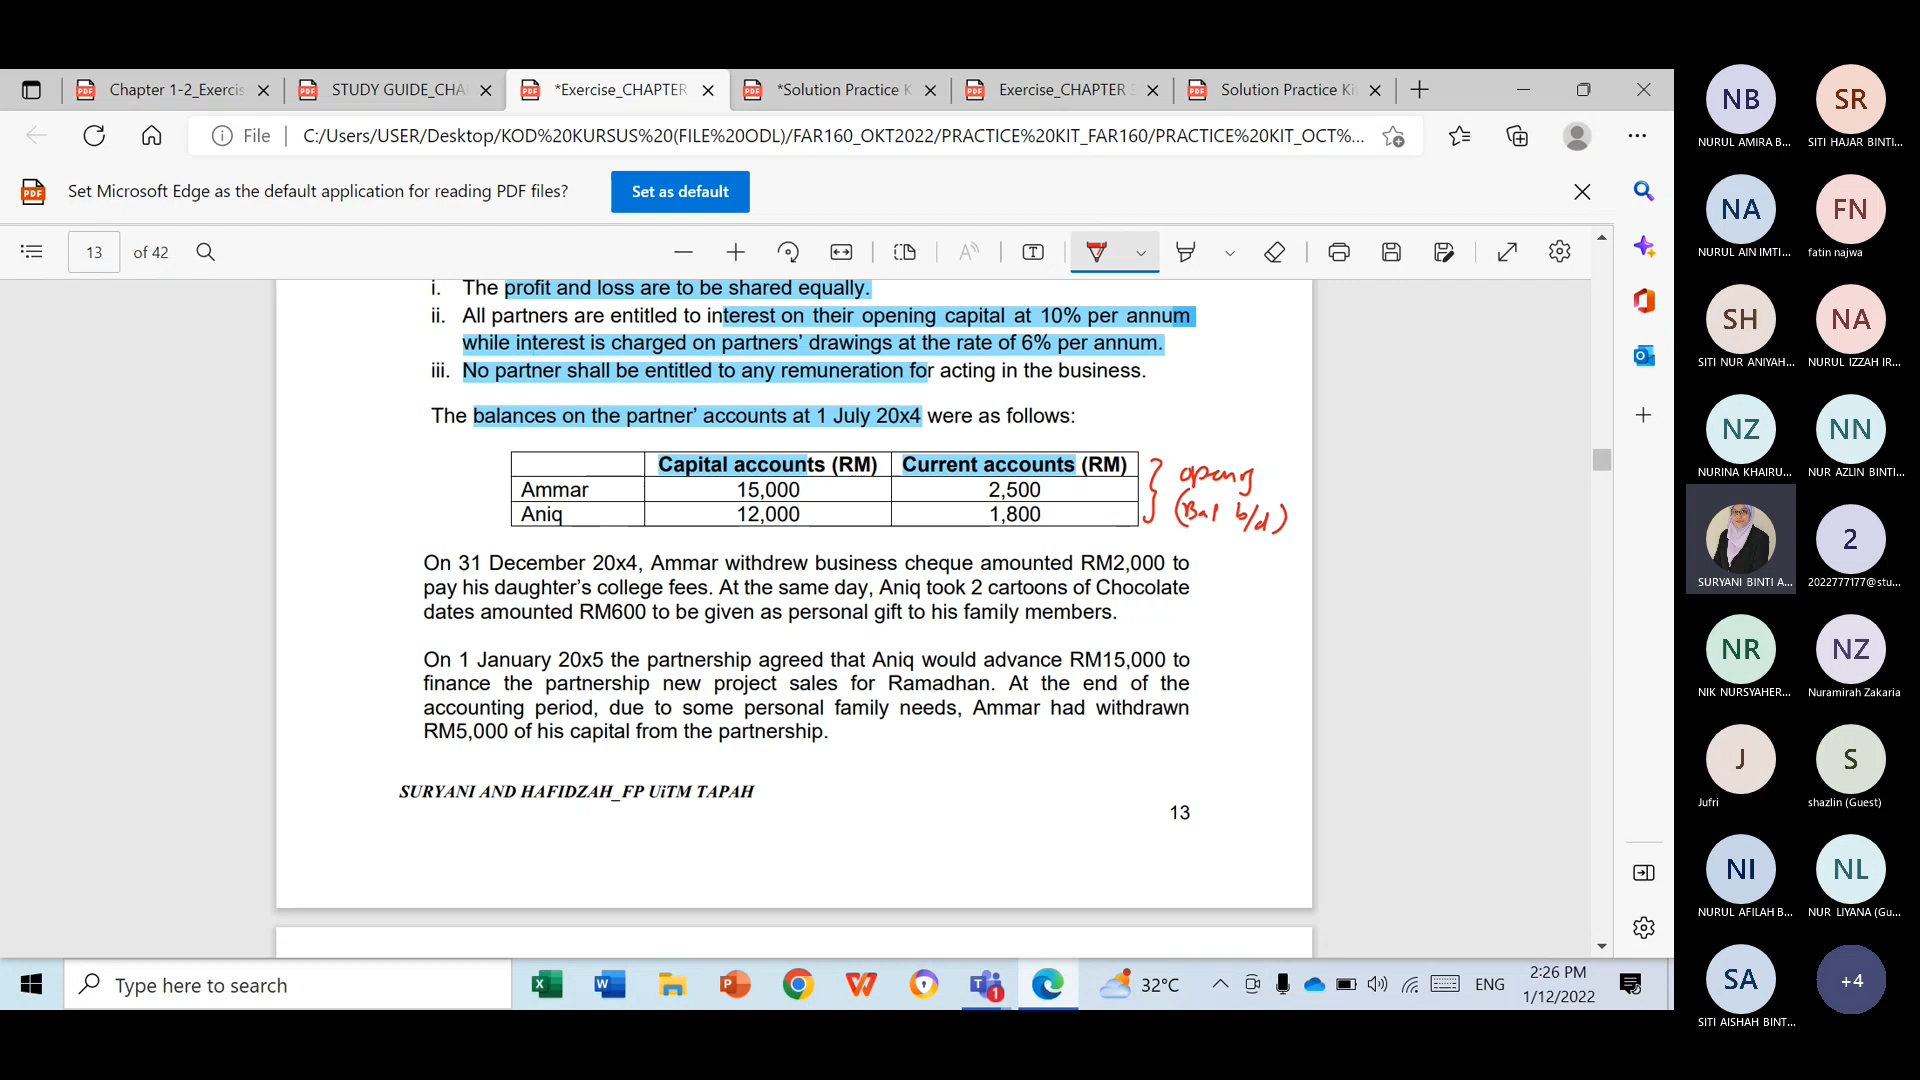 Chapter 1-2_Exercis
STUDY GUIDE_CHA
*Exercise_CHAPTER
*Solution Practice K
Exercise_CHAPTER
Solution Practice Ki
File
C:/Users/USER/Desktop/KOD%20KURSUS%20(FILE%20ODL)/FAR160_OKT2022/PRACTICE%20KIT_FAR160/PRACTICE%20KIT_OCT%...
Set Microsoft Edge as the default application for reading PDF files?
Set as default
13 of 42
i. The profit and loss are to be shared equally.
ii. All partners are entitled to interest on their opening capital at 10% per annum
while interest is charged on partners' drawings at the rate of 6% per annum.
iii. No partner shall be entitled to any remuneration for acting in the business.
The balances on the partner' accounts at 1 July 20x4 were as follows:
Capital accounts (RM) Current accounts (RM)
Ammar 15,000 2,500
Aniq 12,000 1,800
opening
(Bal b/d)
On 31 December 20x4, Ammar withdrew business cheque amounted RM2,000 to
pay his daughter's college fees. At the same day, Aniq took 2 cartoons of Chocolate
dates amounted RM600 to be given as personal gift to his family members.
On 1 January 20x5 the partnership agreed that Aniq would advance RM15,000 to
finance the partnership new project sales for Ramadhan. At the end of the
accounting period, due to some personal family needs, Ammar had withdrawn
RM5,000 of his capital from the partnership.
SURYANI AND HAFIDZAH_FP UiTM TAPAH
13
Type here to search
1
32°C
ENG
2:26 PM
1/12/2022
NB
NURUL AMIRA B...
SR
SITI HAJAR BINTI...
NA
NURUL AIN IMTI...
FN
fatin najwa
SH
SITI NUR ANIYAH...
NA
NURUL IZZAH IR...
NZ
NURINA KHAIRU...
NN
NUR AZLIN BINTI...
SURYANI BINTI A...
2
2022777177@stu...
NR
NIK NURSYAHER...
NZ
Nuramirah Zakaria
J
Jufri
S
shazlin (Guest)
NI
NURUL AFILAH B...
NL
NUR LIYANA (Gu...
SA
SITI AISHAH BINT...
+4